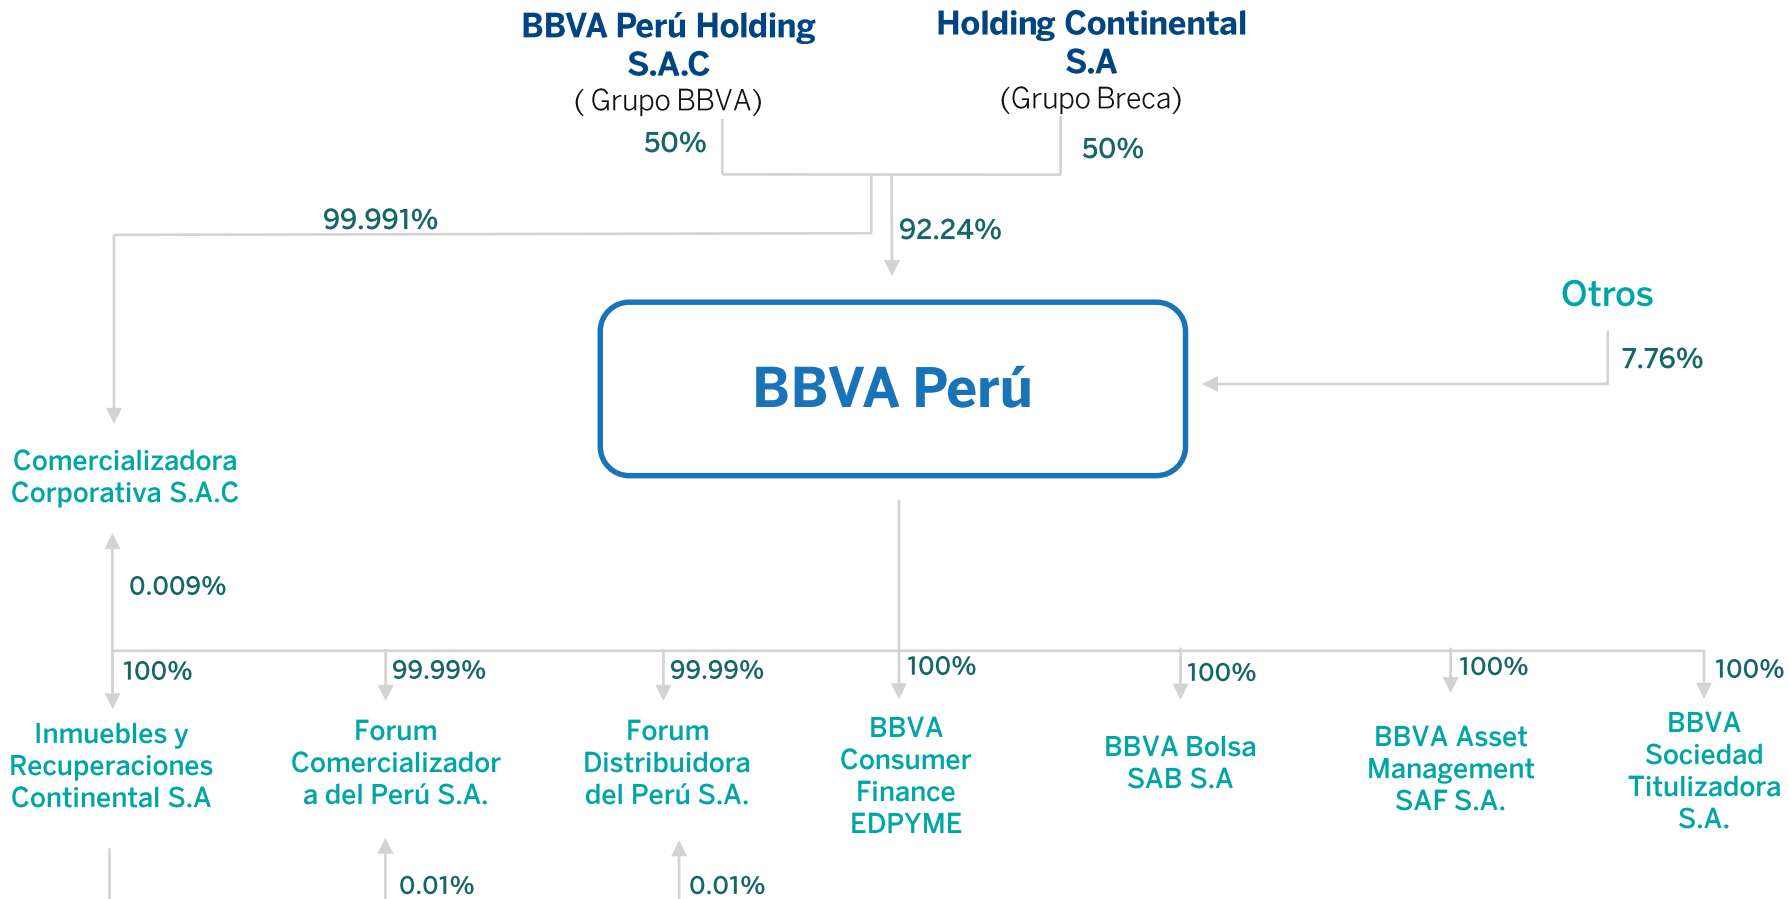 BBVA Perú Holding
S.A.C
( Grupo BBVA)
50%
Holding Continental
S.A
(Grupo Breca)
50%
99.991%
92.24%
Otros
7.76%
BBVA Perú
Comercializadora
Corporativa S.A.C
0.009%
100%
99.99%
99.99%
100%
100%
100%
100%
Inmuebles y
Recuperaciones
Continental S.A
Forum
Comercializador
a del Perú S.A.
Forum
Distribuidora
del Perú S.A.
BBVA
Consumer
Finance
EDPYME
BBVA Bolsa
SAB S.A
BBVA Asset
Management
SAF S.A.
BBVA
Sociedad
Titulizadora
S.A.
0.01%
0.01%